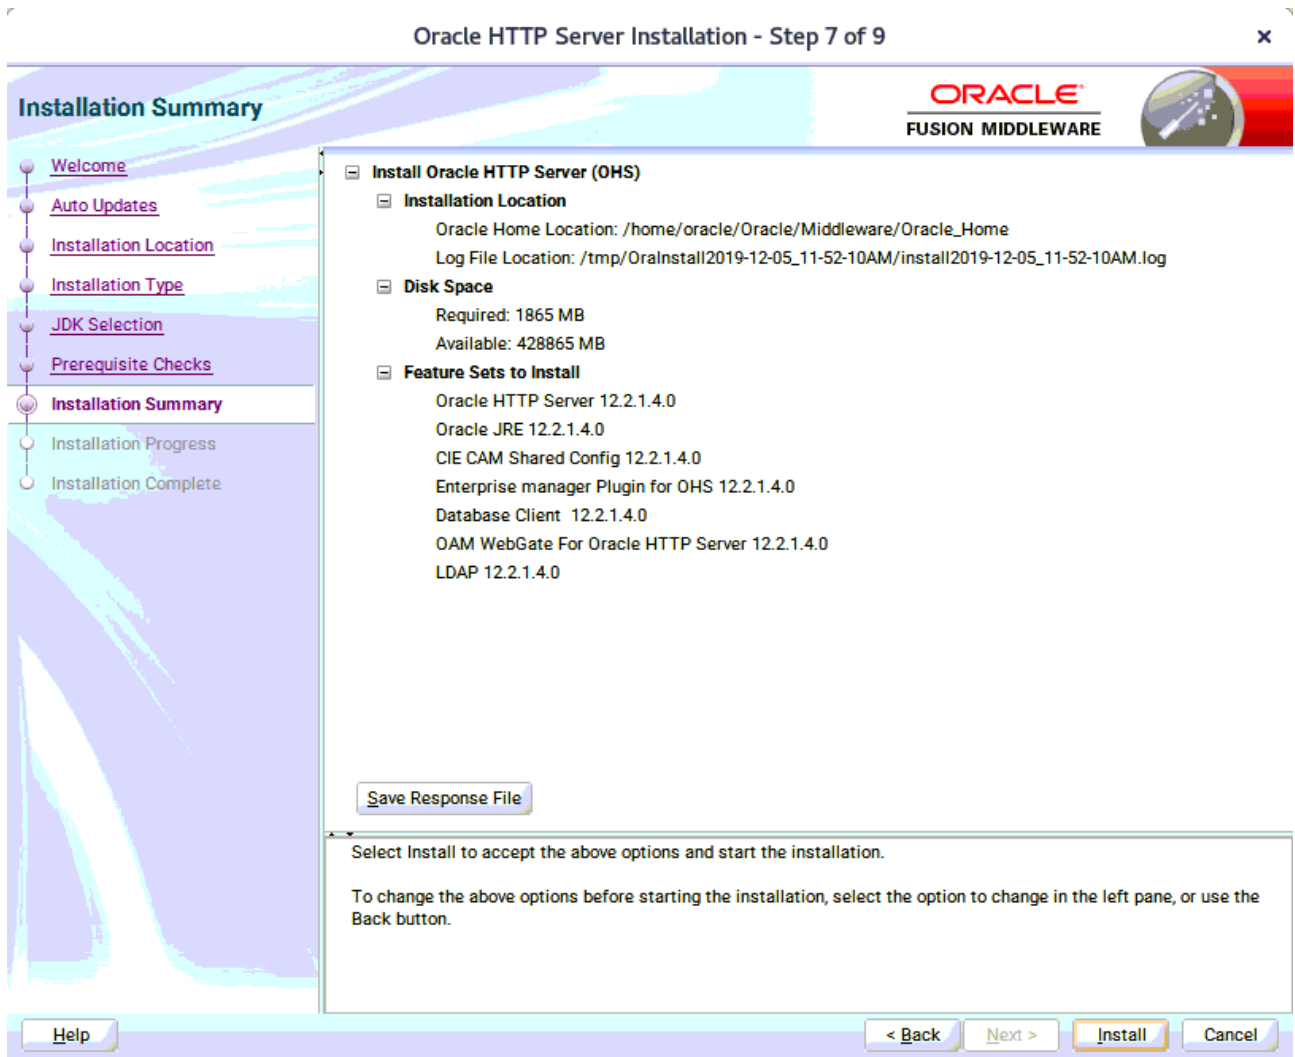 Oracle HTTP Server Installation - Step 7 of 9
×
Installation Summary
ORACLE
FUSION MIDDLEWARE
Welcome
Auto Updates
Installation Location
Installation Type
JDK Selection
Prerequisite Checks
Installation Summary
Installation Progress
Installation Complete
Install Oracle HTTP Server (OHS)
Installation Location
Oracle Home Location: /home/oracle/Oracle/Middleware/Oracle_Home
Log File Location: /tmp/OraInstall2019-12-05_11-52-10AM/install2019-12-05_11-52-10AM.log
Disk Space
Required: 1865 MB
Available: 428865 MB
Feature Sets to Install
Oracle HTTP Server 12.2.1.4.0
Oracle JRE 12.2.1.4.0
CIE CAM Shared Config 12.2.1.4.0
Enterprise manager Plugin for OHS 12.2.1.4.0
Database Client  12.2.1.4.0
OAM WebGate For Oracle HTTP Server 12.2.1.4.0
LDAP 12.2.1.4.0
Save Response File
Select Install to accept the above options and start the installation.
To change the above options before starting the installation, select the option to change in the left pane, or use the
Back button.
Help
< Back
Next >
Install
Cancel